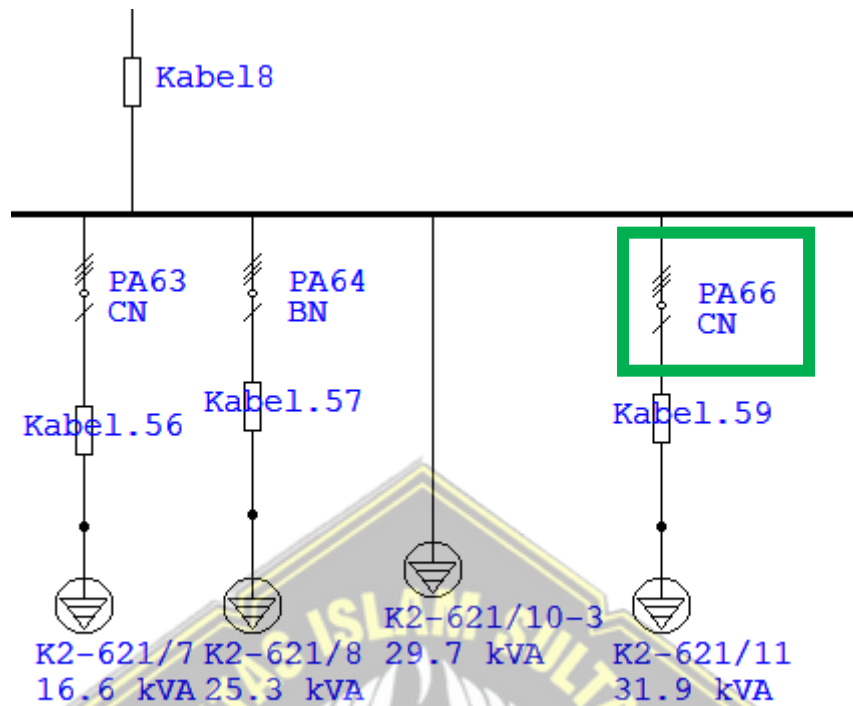 Kabel8
PA63
CN
PA64
BN
PA66
CN
Kabel.56
Kabel.57
Kabel.59
K2-621/7
16.6 kVA
K2-621/8
25.3 kVA
K2-621/10-3
29.7 kVA
K2-621/11
31.9 kVA
ISLAM SULTA